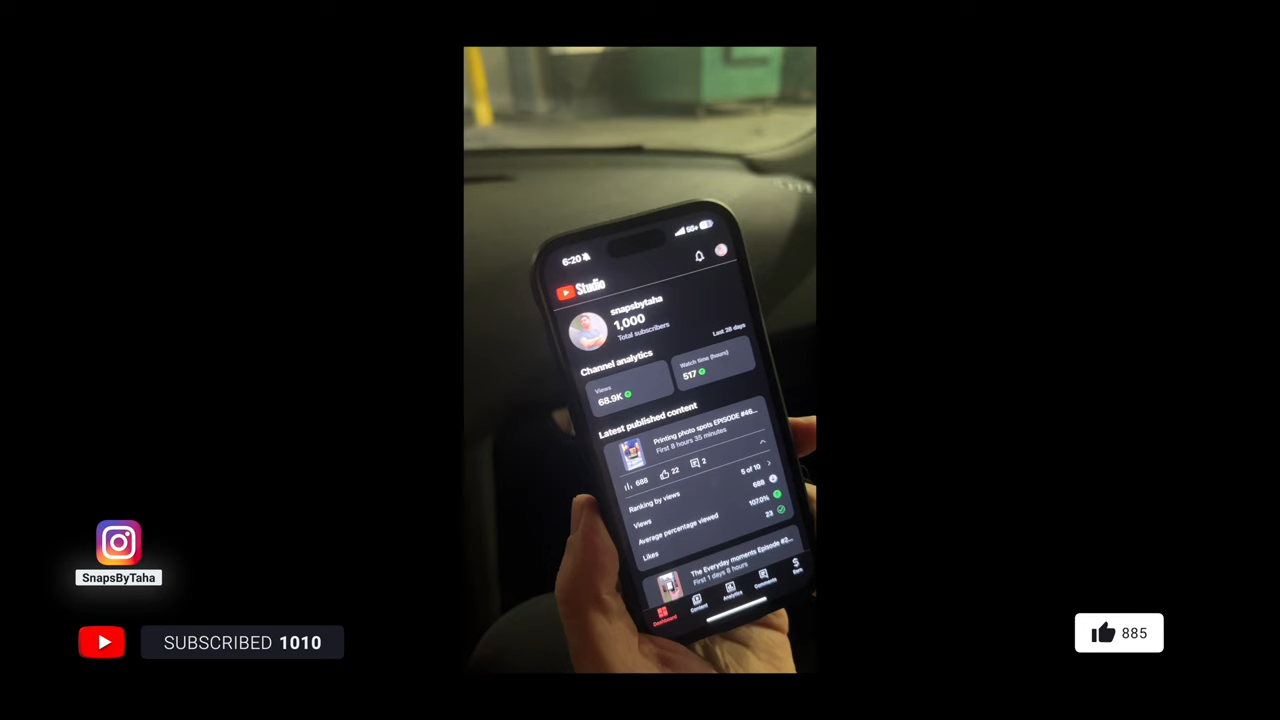 6:20
5G+
Studio
snapsbytaha
1,000
Total subscribers
Channel analytics
Last 28 days
Views
68.9K
Watch time (hours)
517
Latest published content
Printing photo spots EPISODE #46...
First 8 hours 35 minutes
688
22
2
Ranking by views
5 of 10
Views
688
Average percentage viewed
107.0%
Likes
23
The Everyday moments Episode #2...
First 1 days 8 hours
Dashboard
Content
Analytics
Comments
Earn
SnapsByTaha
SUBSCRIBED 1010
885